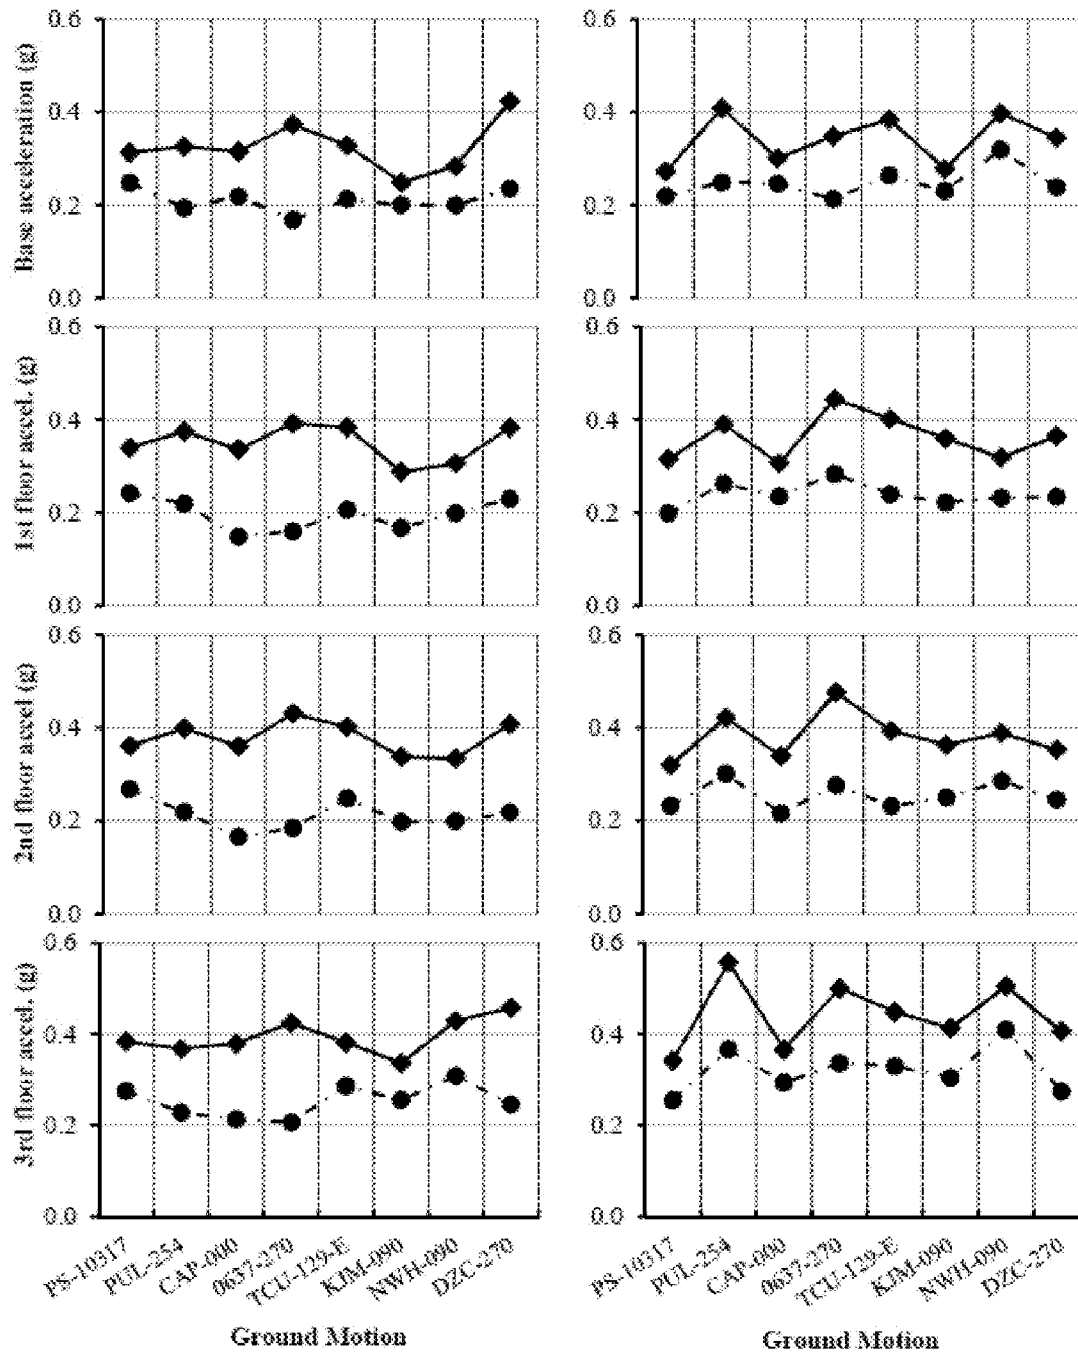 Base acceleration (g)
0.6
0.4
0.2
0.0
0.6
0.4
0.2
0.0
1st floor accel. (g)
0.6
0.4
0.2
0.0
0.6
0.4
0.2
0.0
2nd floor accel (g)
0.6
0.4
0.2
0.0
0.6
0.4
0.2
0.0
3rd floor accel. (g)
0.6
0.4
0.2
0.0
0.6
0.4
0.2
0.0
PS-10317
PUL-254
CAP-000
0637-270
TCU-129-E
KJM-090
NWH-090
DZC-270
Ground Motion
PS-10317
PUL-254
CAP-000
0637-270
TCU-129-E
KJM-090
NWH-090
DZC-270
Ground Motion